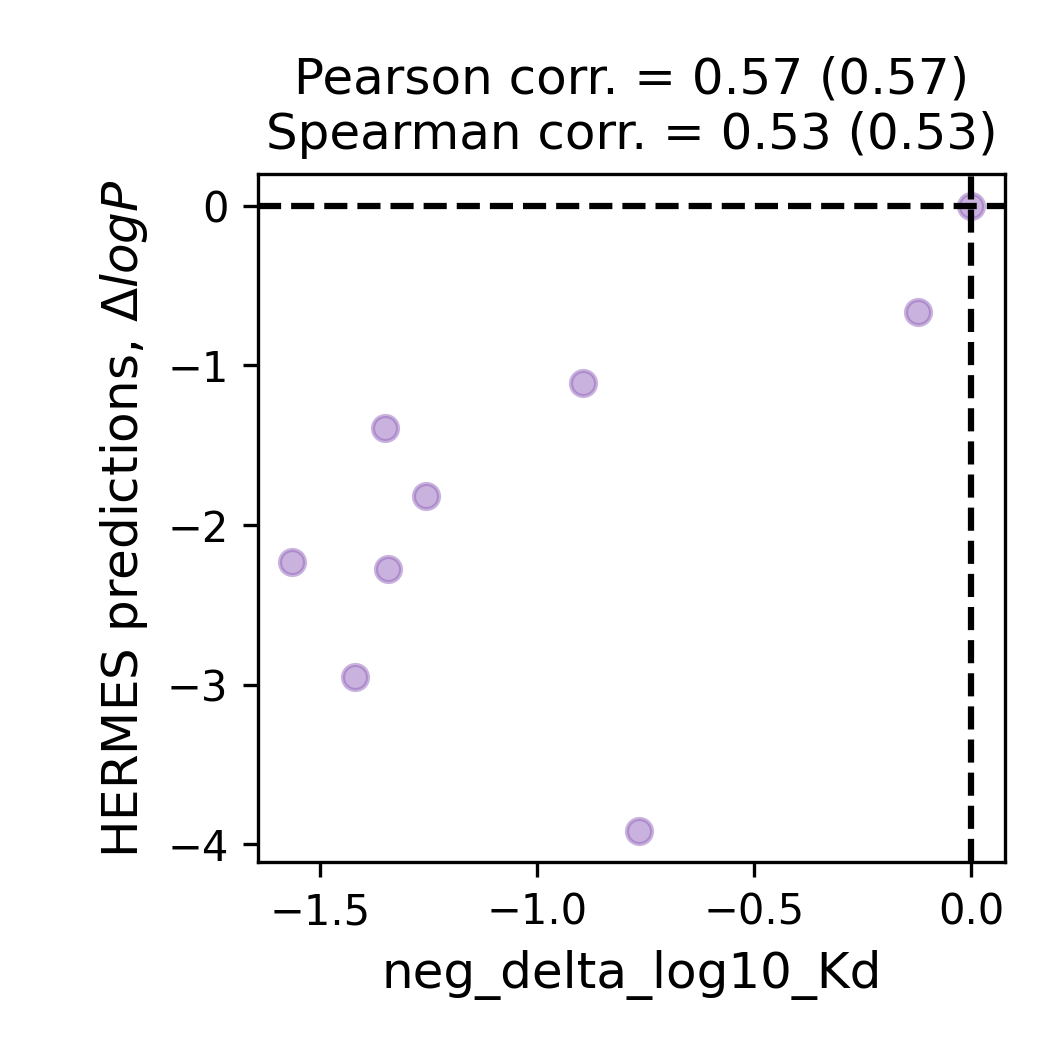 Pearson corr. = 0.57 (0.57)
Spearman corr. = 0.53 (0.53)
HERMES predictions, ΔlogP
0
−1
−2
−3
−4
−1.5
−1.0
−0.5
0.0
neg_delta_log10_Kd